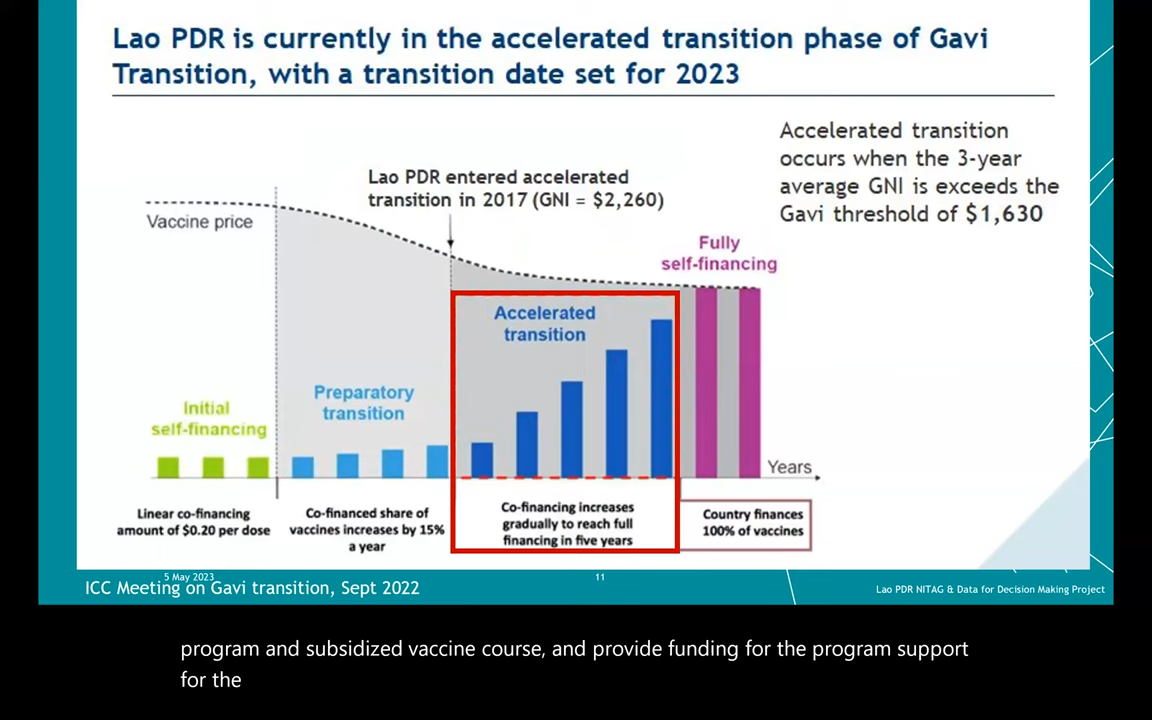 Lao PDR is currently in the accelerated transition phase of Gavi
Transition, with a transition date set for 2023
Accelerated transition
occurs when the 3-year
average GNI is exceeds the
Gavi threshold of $1,630
Lao PDR entered accelerated
transition in 2017 (GNI = $2,260)
Vaccine price
Fully
self-financing
Accelerated
transition
Preparatory
transition
Initial
self-financing
Years
Linear co-financing
amount of $0.20 per dose
Co-financed share of
vaccines increases by 15%
a year
Co-financing increases
gradually to reach full
financing in five years
Country finances
100% of vaccines
5 May 2023
ICC Meeting on Gavi transition, Sept 2022
11
Lao PDR NITAG & Data for Decision Making Project
program and subsidized vaccine course, and provide funding for the program support
for the